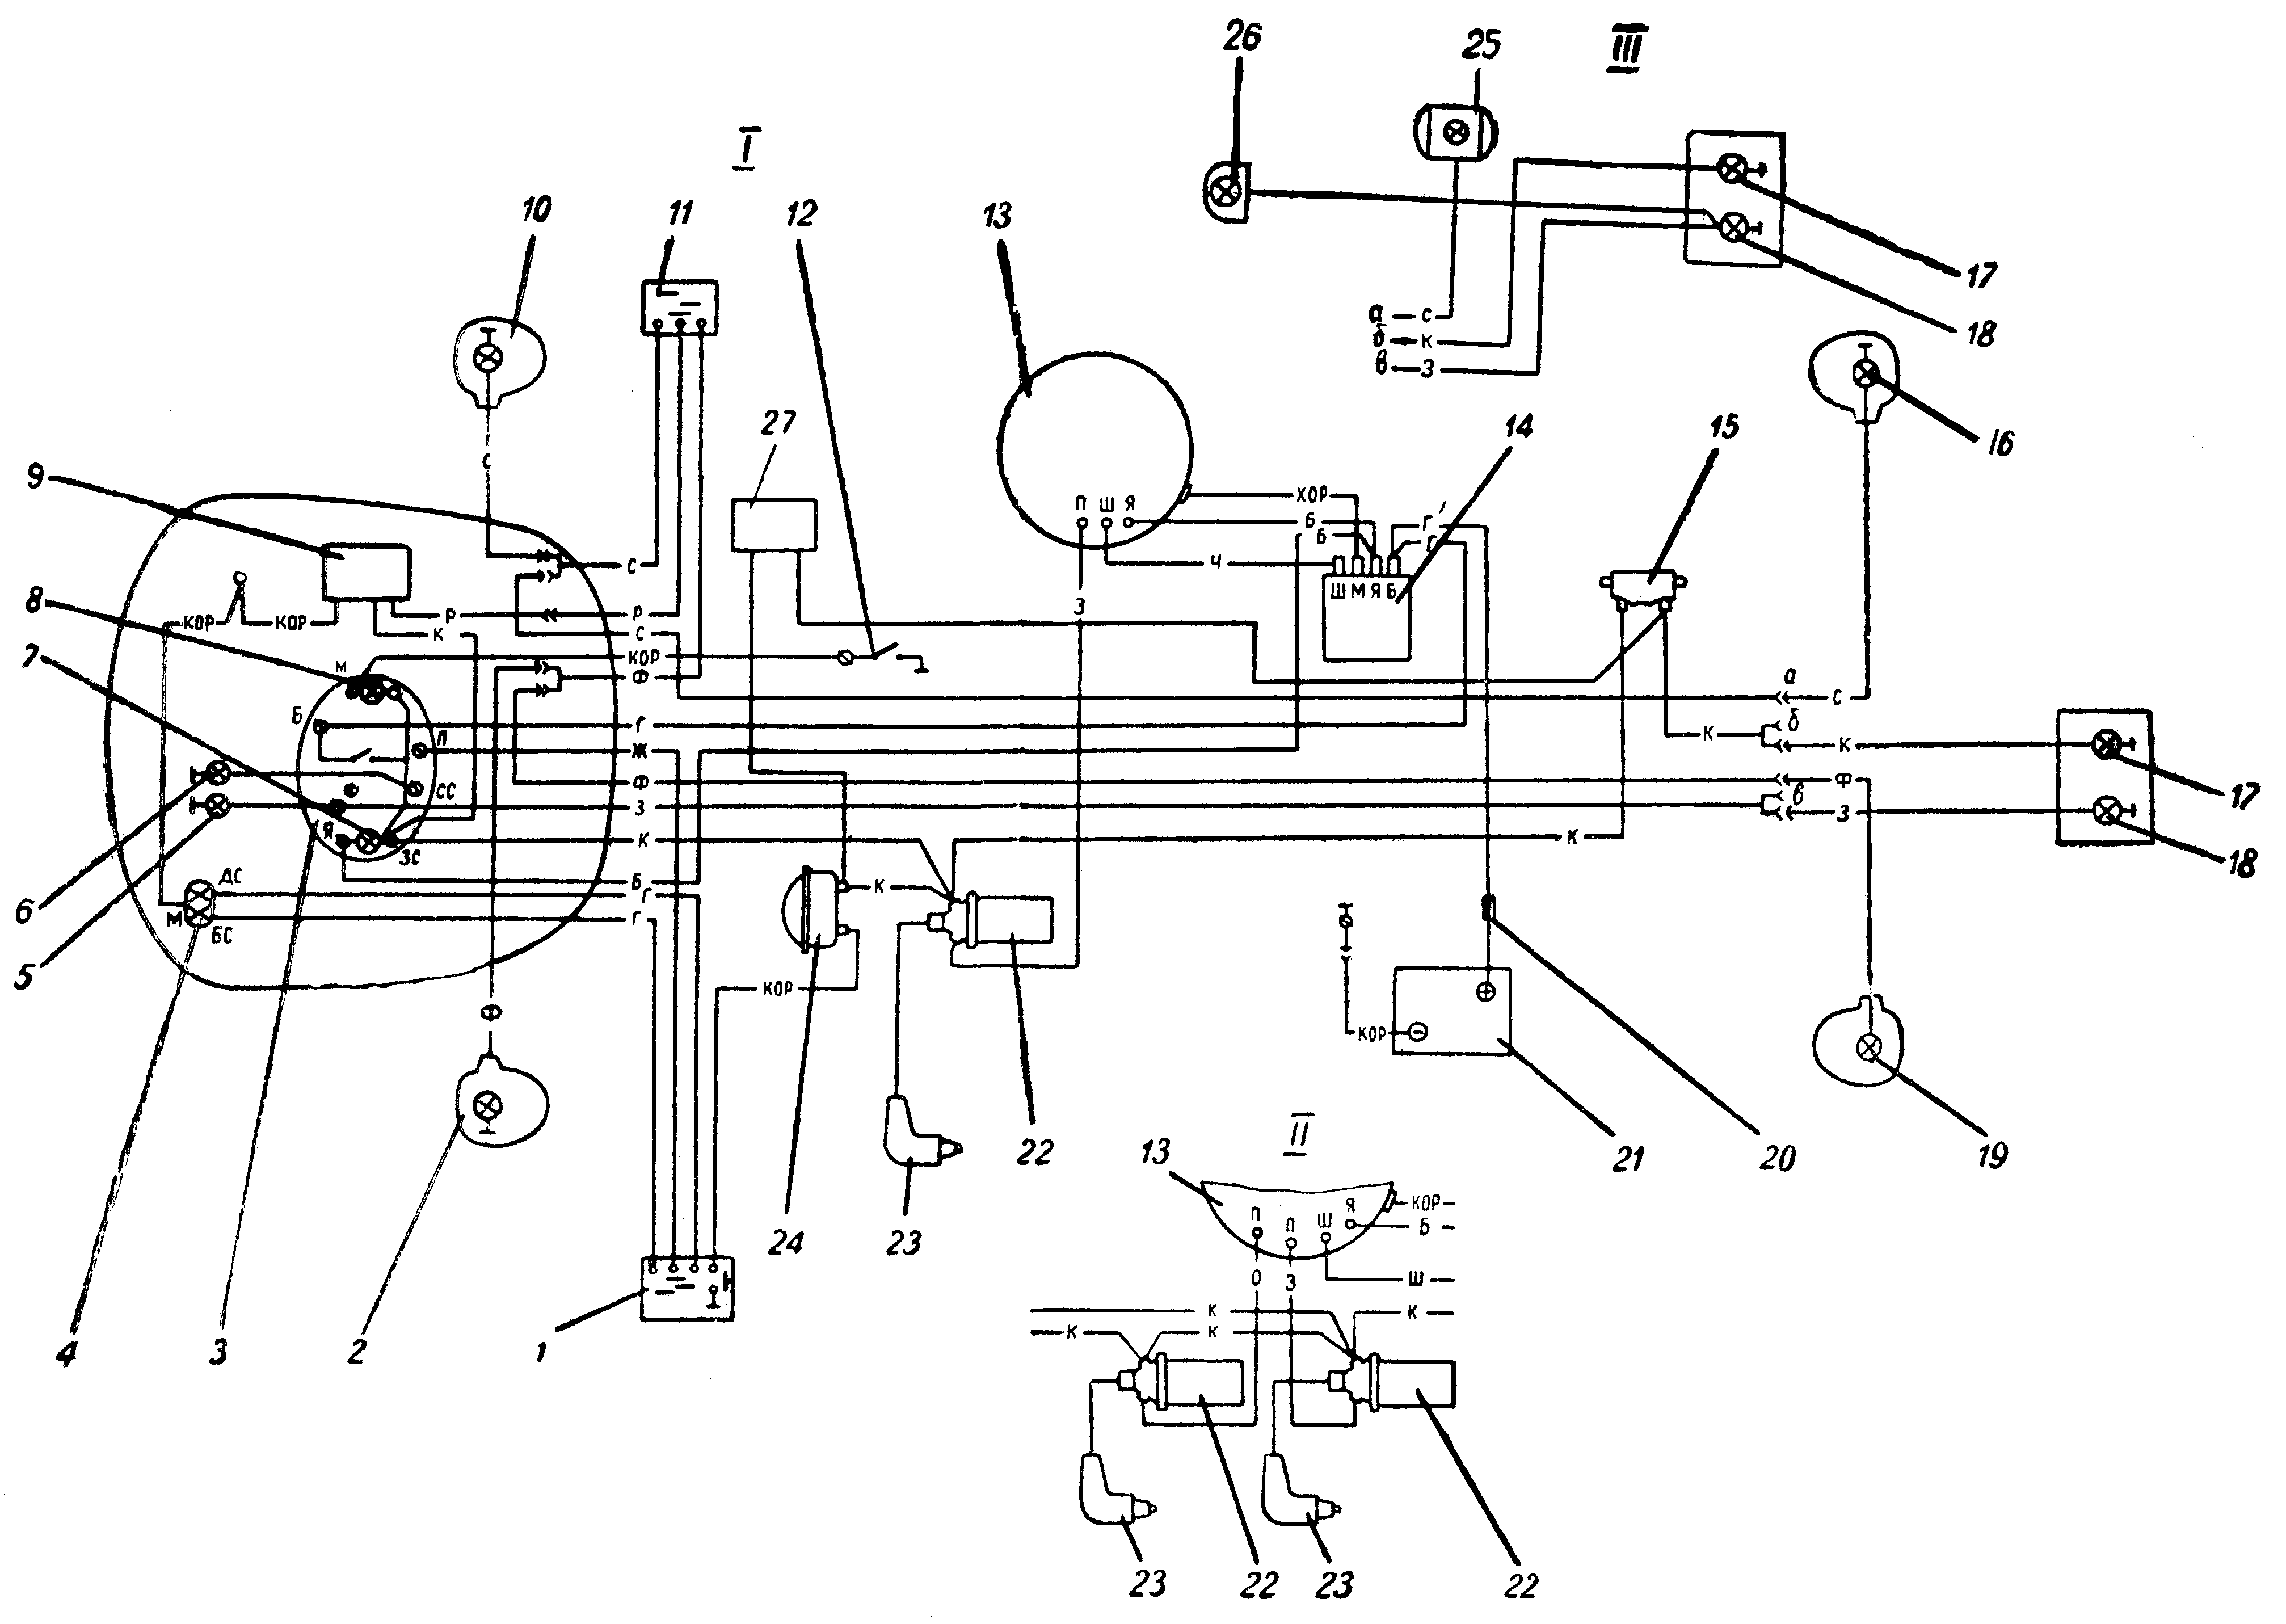 26
25
III
I
10
11
12
13
17
18
а
С
б
К
в
З
27
14
15
16
9
С
П
Ш
Я
ХОР
Б
Г
Б
Г
Ч
З
Ш М Я Б
С
8
КОР
КОР
Р
Р
К
С
7
М
КОР
Ф
а
С
Б
Г
б
П
Ж
К
К
Ф
Ф
СС
в
З
З
17
Я
ЗС
К
К
18
ДС
Б
Г
К
6
М
БС
Г
5
КОР
КОР
Ф
II
13
22
21
20
19
24
23
КОР
Я
П
П
Ш
Б
О
З
Ш
К
К
К
К
4
3
2
1
23
22
23
22